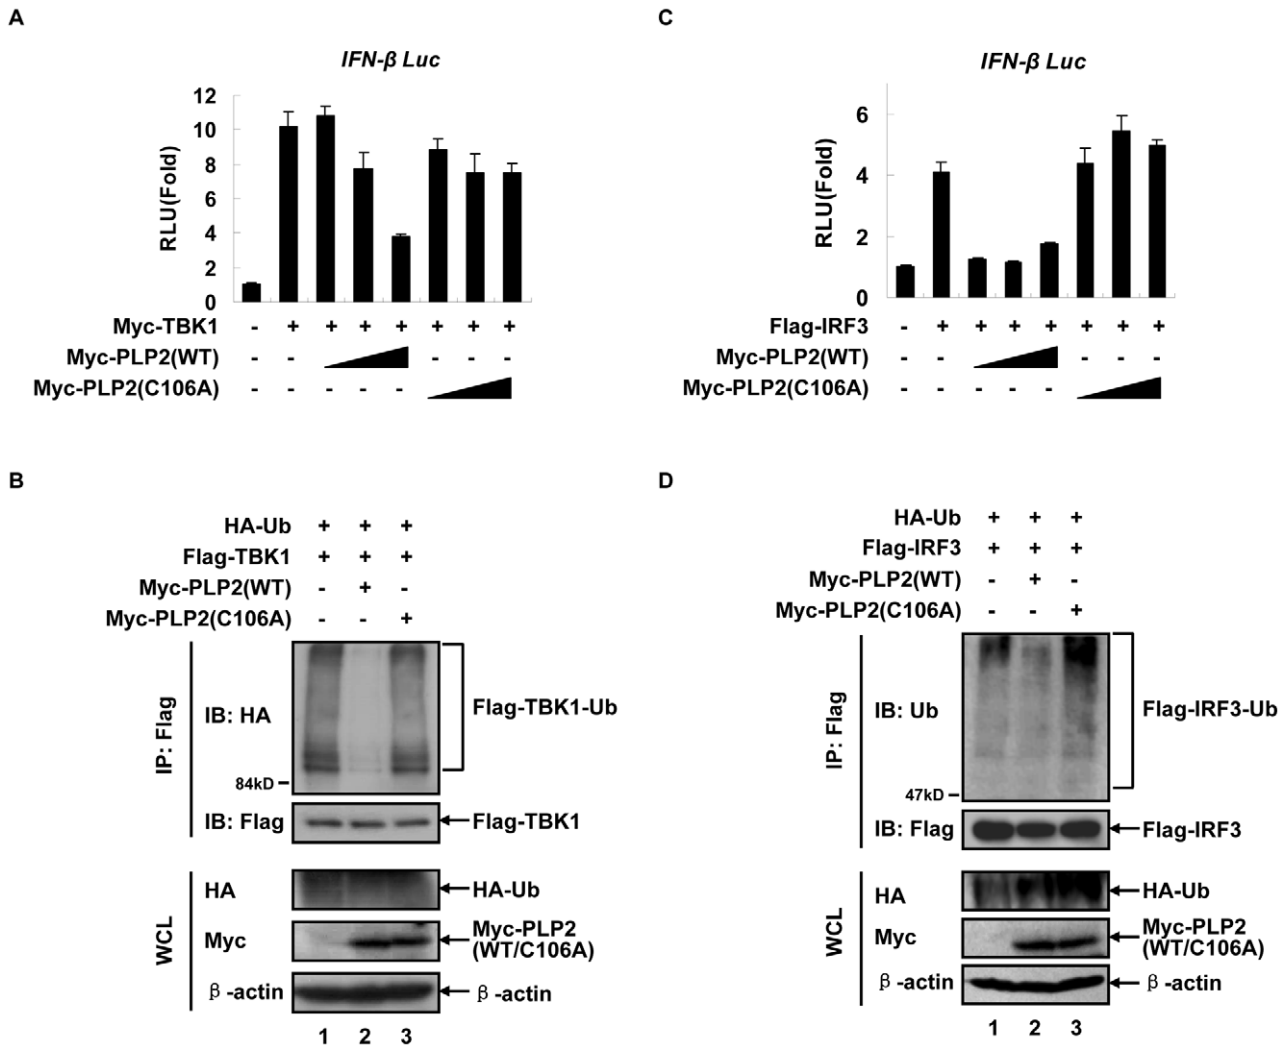 A
IFN-β Luc
RLU(Fold)
12
10
8
6
4
2
0
Myc-TBK1 - + + + + + + +
Myc-PLP2(WT) - - - - -
Myc-PLP2(C106A) - - - - -
C
IFN-β Luc
RLU(Fold)
6
4
2
0
Flag-IRF3 - + + + + + + +
Myc-PLP2(WT) - - - - -
Myc-PLP2(C106A) - - - - -
B
HA-Ub + + +
Flag-TBK1 + + +
Myc-PLP2(WT) - + -
Myc-PLP2(C106A) - - +
IP: Flag
IB: HA
Flag-TBK1-Ub
84kD
IB: Flag
Flag-TBK1
WCL
HA
HA-Ub
Myc
Myc-PLP2
(WT/C106A)
β -actin
β -actin
1 2 3
D
HA-Ub + + +
Flag-IRF3 + + +
Myc-PLP2(WT) - + -
Myc-PLP2(C106A) - - +
IP: Flag
IB: Ub
Flag-IRF3-Ub
47kD
IB: Flag
Flag-IRF3
WCL
HA
HA-Ub
Myc
Myc-PLP2
(WT/C106A)
β -actin
β -actin
1 2 3